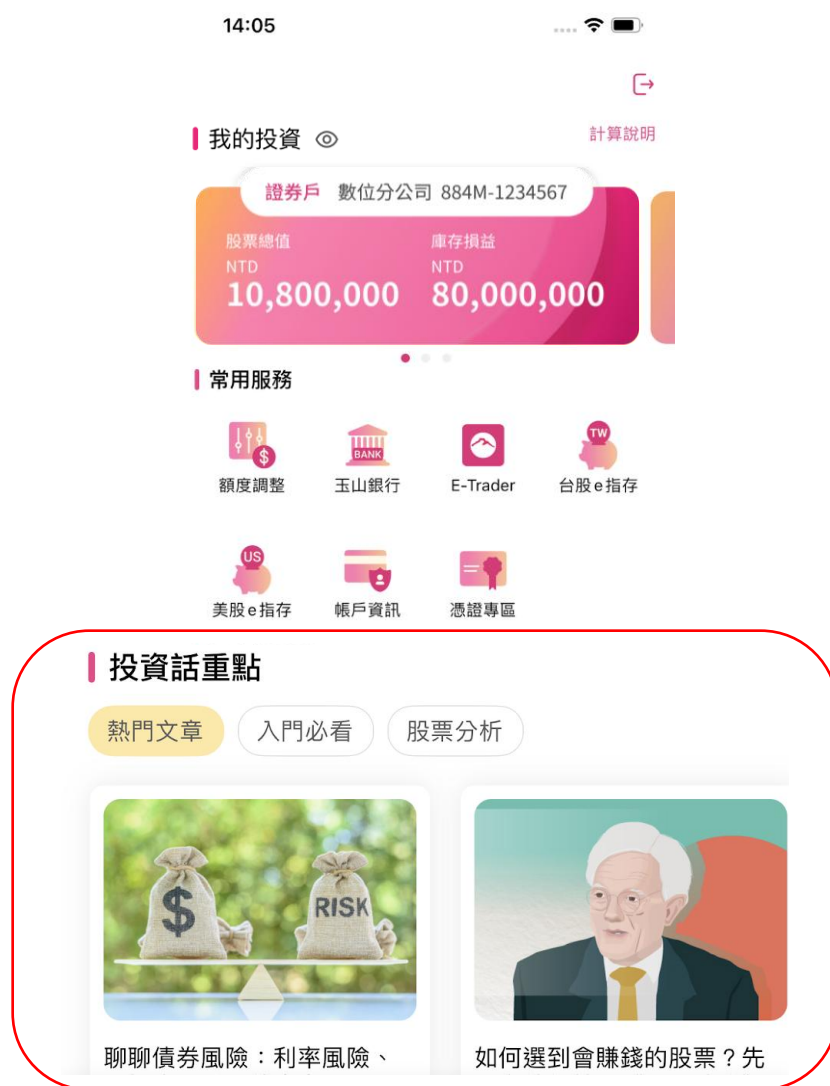 14:05
我的投資
計算說明
證券戶 數位分公司 884M-1234567
股票總值 庫存損益
NTD NTD
10,800,000 80,000,000
常用服務
$ BANK TW
額度調整 玉山銀行 E-Trader 台股e指存
US
美股e指存 帳戶資訊 憑證專區
投資話重點
熱門文章 入門必看 股票分析
$ RISK
聊聊債券風險：利率風險、 如何選到會賺錢的股票？先